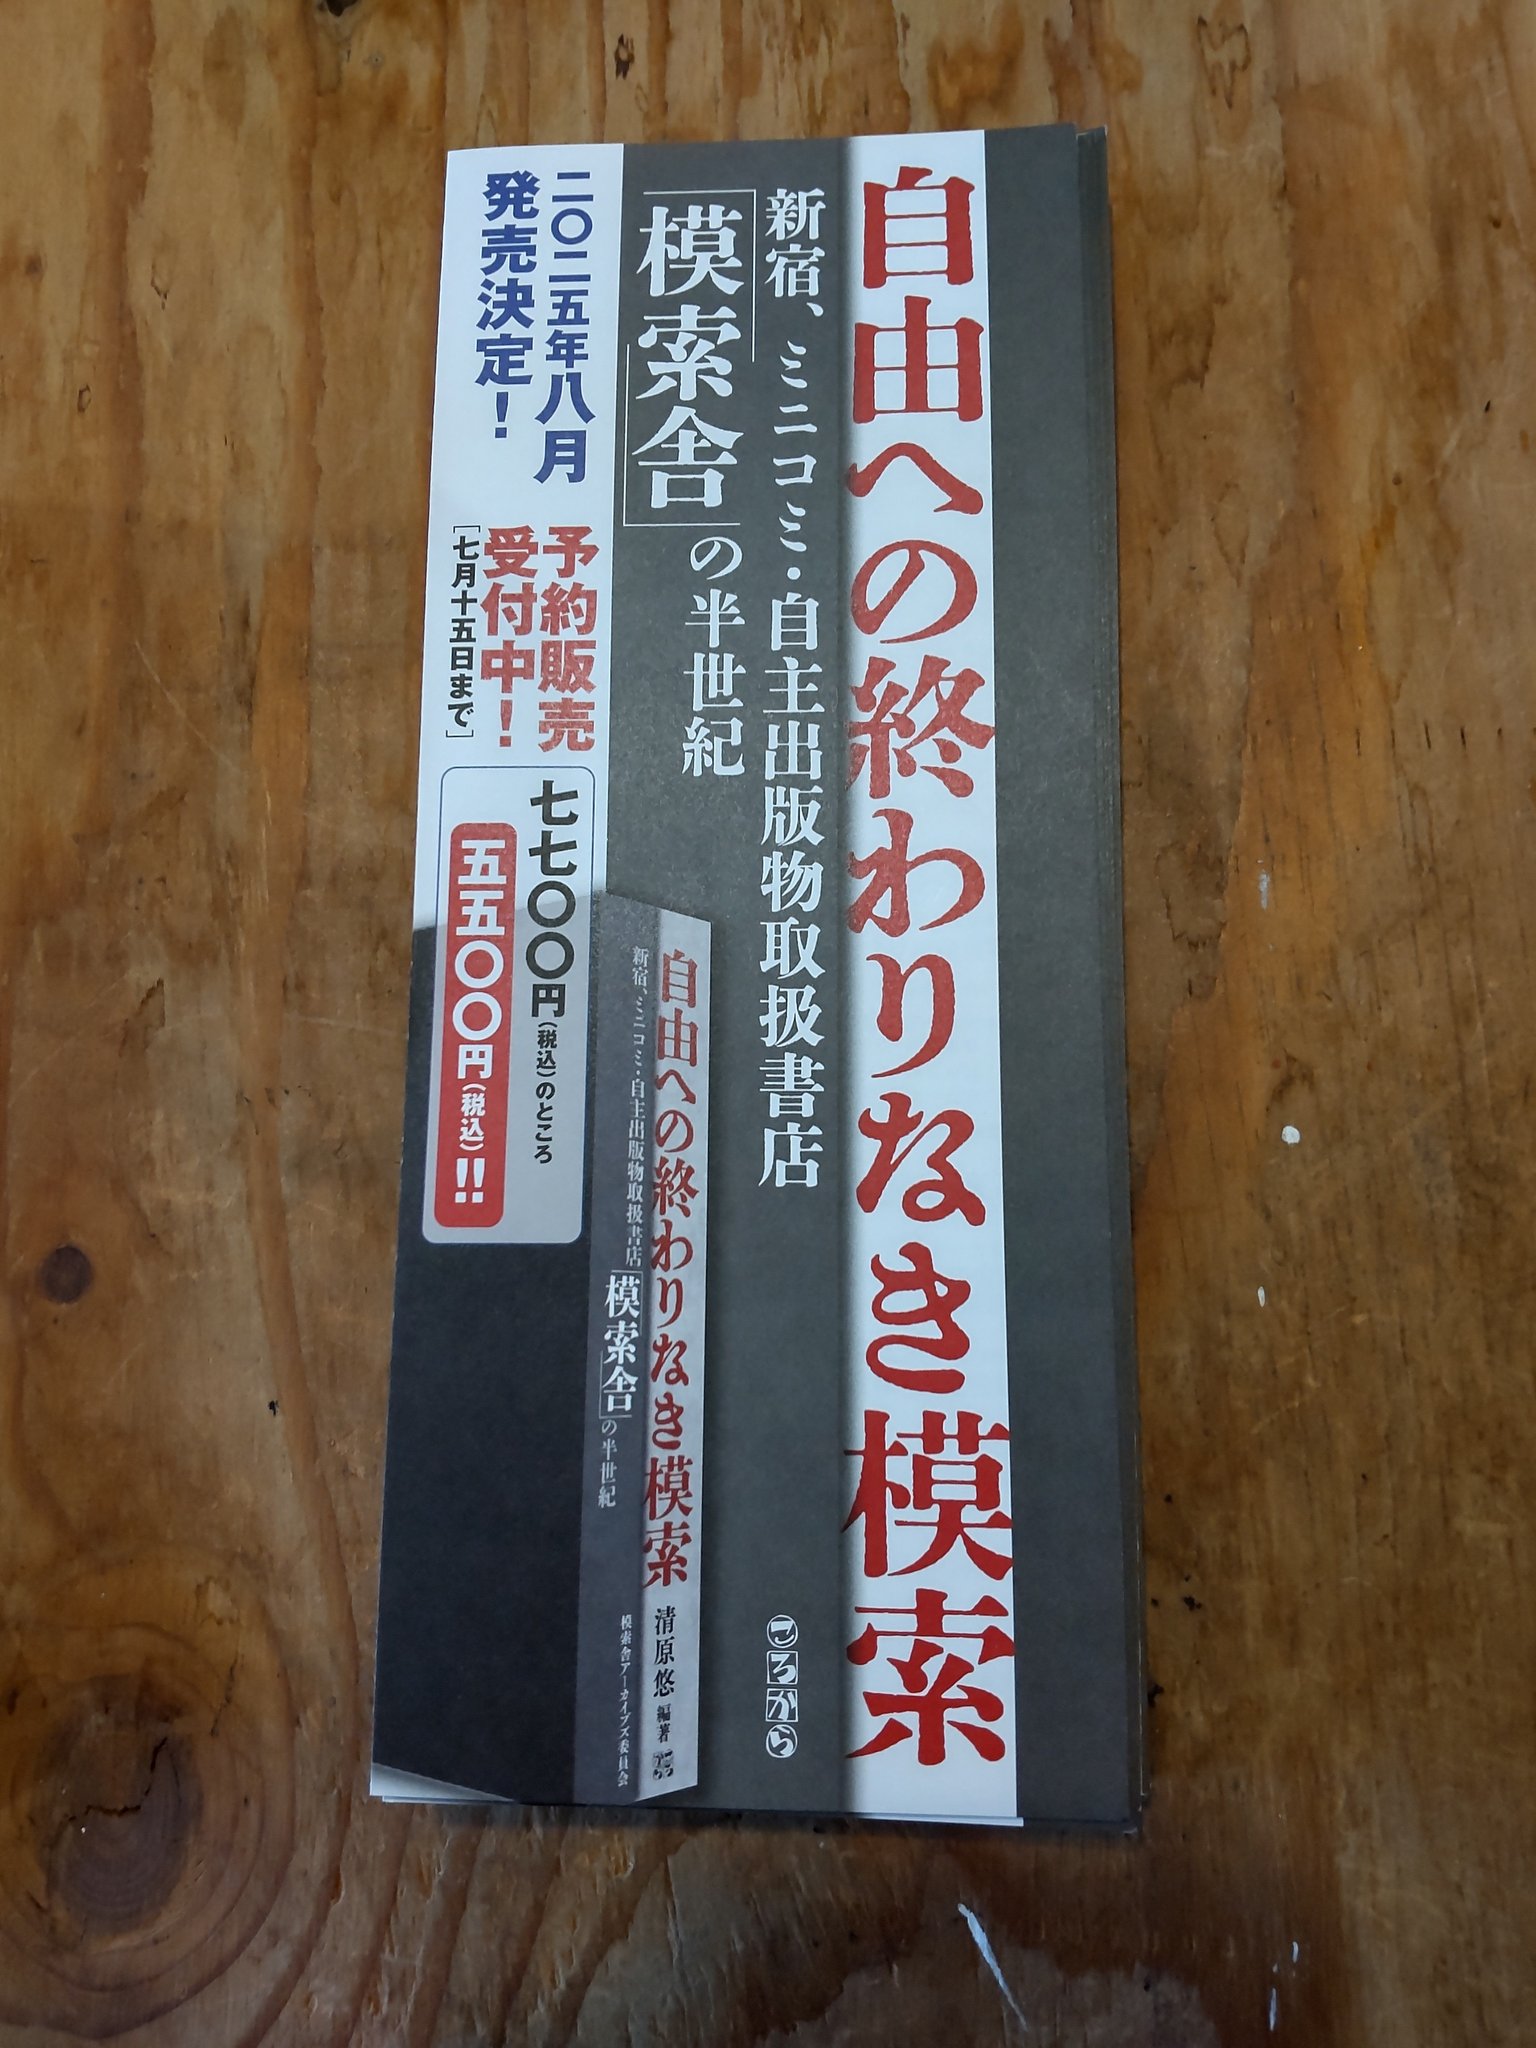 自由への終わりなき模索
新宿、ミニコミ・自主出版物取扱書店
「模索舎」の半世紀
ころから
二〇二五年八月
発売決定！
予約販売
受付中！
［七月十五日まで］
七七〇〇円（税込）のところ
五五〇〇円（税込）!!
自由への終わりなき模索
清原悠 編著
新宿、ミニコミ・自主出版物取扱書店
「模索舎」の半世紀
模索舎アーカイブズ委員会